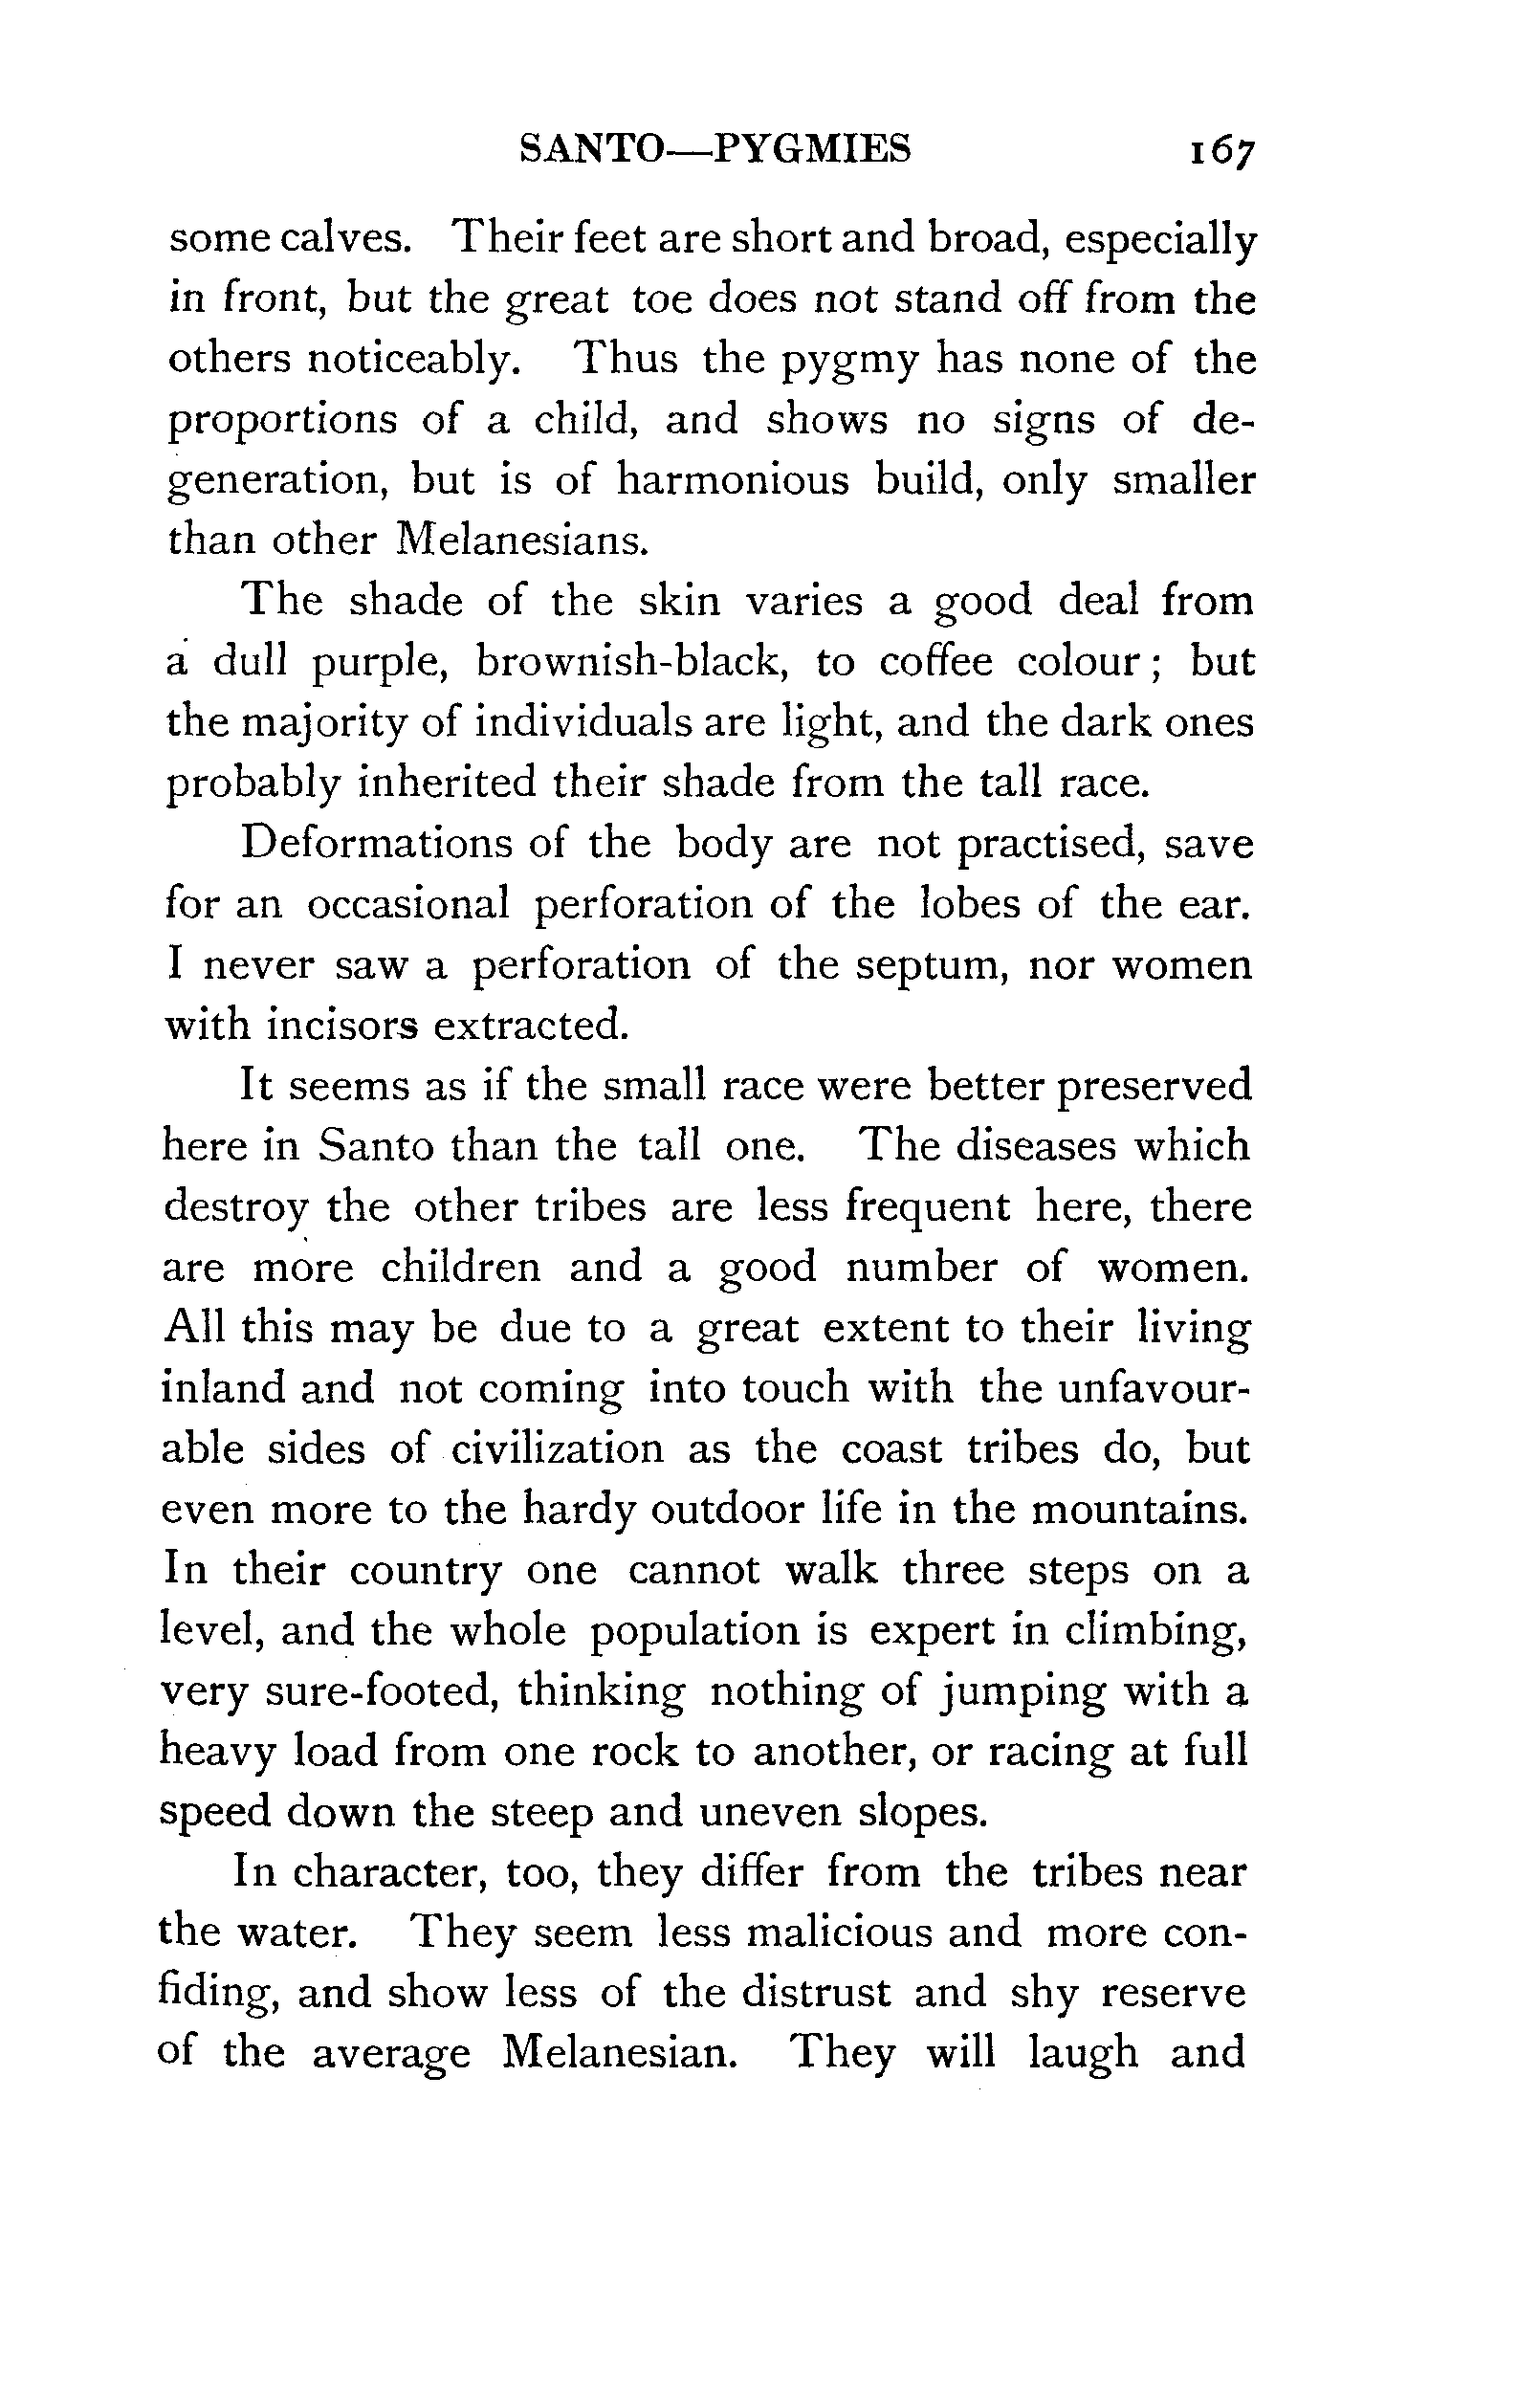 SANTO—PYGMIES 167
some calves. Their feet are short and broad, especially
in front, but the great toe does not stand off from the
others noticeably. Thus the pygmy has none of the
proportions of a child, and shows no signs of de-
generation, but is of harmonious build, only smaller
than other Melanesians.
The shade of the skin varies a good deal from
a dull purple, brownish-black, to coffee colour; but
the majority of individuals are light, and the dark ones
probably inherited their shade from the tall race.
Deformations of the body are not practised, save
for an occasional perforation of the lobes of the ear.
I never saw a perforation of the septum, nor women
with incisors extracted.
It seems as if the small race were better preserved
here in Santo than the tall one. The diseases which
destroy the other tribes are less frequent here, there
are more children and a good number of women.
All this may be due to a great extent to their living
inland and not coming into touch with the unfavour-
able sides of civilization as the coast tribes do, but
even more to the hardy outdoor life in the mountains.
In their country one cannot walk three steps on a
level, and the whole population is expert in climbing,
very sure-footed, thinking nothing of jumping with a
heavy load from one rock to another, or racing at full
speed down the steep and uneven slopes.
In character, too, they differ from the tribes near
the water. They seem less malicious and more con-
fiding, and show less of the distrust and shy reserve
of the average Melanesian. They will laugh and